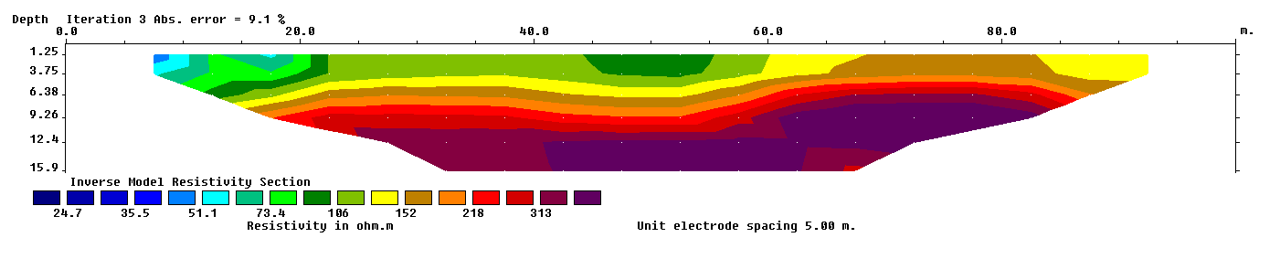 Depth Iteration 3 Abs. error = 9.1 %
0.0 20.0 40.0 60.0 80.0 m.
1.25
3.75
6.38
9.26
12.4
15.9
Inverse Model Resistivity Section
24.7 35.5 51.1 73.4 106 152 218 313
Resistivity in ohm.m Unit electrode spacing 5.00 m.